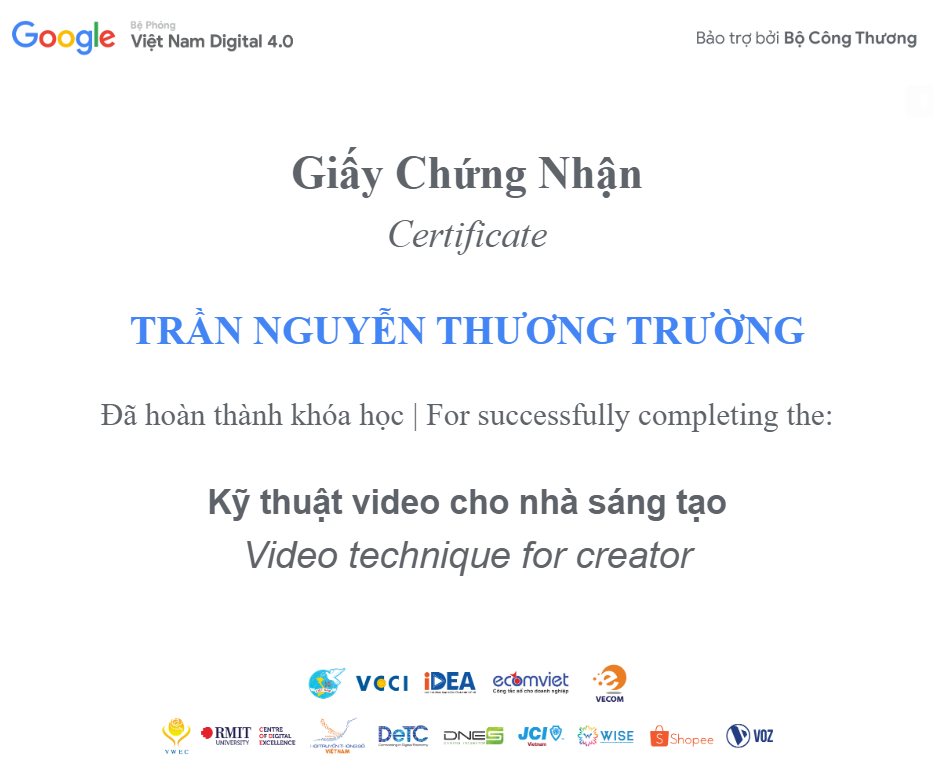 Google
Bệ Phóng
Việt Nam Digital 4.0
Bảo trợ bởi Bộ Công Thương
Giấy Chứng Nhận
Certificate
TRẦN NGUYỄN THƯƠNG TRƯỜNG
Đã hoàn thành khóa học | For successfully completing the:
Kỹ thuật video cho nhà sáng tạo
Video technique for creator
VCCI
iDEA
ecomviet
Cộng tác số cho doanh nghiệp
VECOM
VWEC
RMIT UNIVERSITY
CENTRE OF DIGITAL EXCELLENCE
VIỆT NAM
DeTC
DNES
JCI Vietnam
WISE
Shopee
VOZ